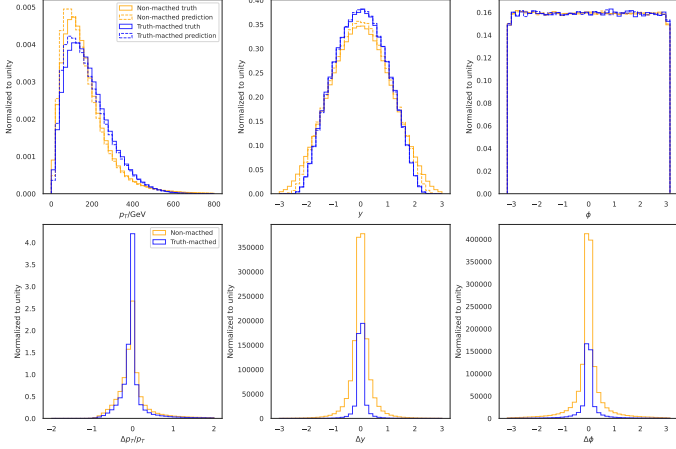 Normalized to unity
0.005
0.004
0.003
0.002
0.001
0.000
0 200 400 600 800
p_T/GeV
Non-macthed truth
Non-macthed prediction
Truth-macthed truth
Truth-macthed prediction
Normalized to unity
0.40
0.35
0.30
0.25
0.20
0.15
0.10
0.05
0.00
−3 −2 −1 0 1 2 3
y
Normalized to unity
0.16
0.14
0.12
0.10
0.08
0.06
0.04
0.02
0.00
−3 −2 −1 0 1 2 3
ϕ
Normalized to unity
4.0
3.5
3.0
2.5
2.0
1.5
1.0
0.5
0.0
−2 −1 0 1 2
Δp_T/p_T
Non-macthed
Truth-macthed
Normalized to unity
350000
300000
250000
200000
150000
100000
50000
0
−3 −2 −1 0 1 2 3
Δy
Normalized to unity
400000
350000
300000
250000
200000
150000
100000
50000
0
−3 −2 −1 0 1 2 3
Δϕ